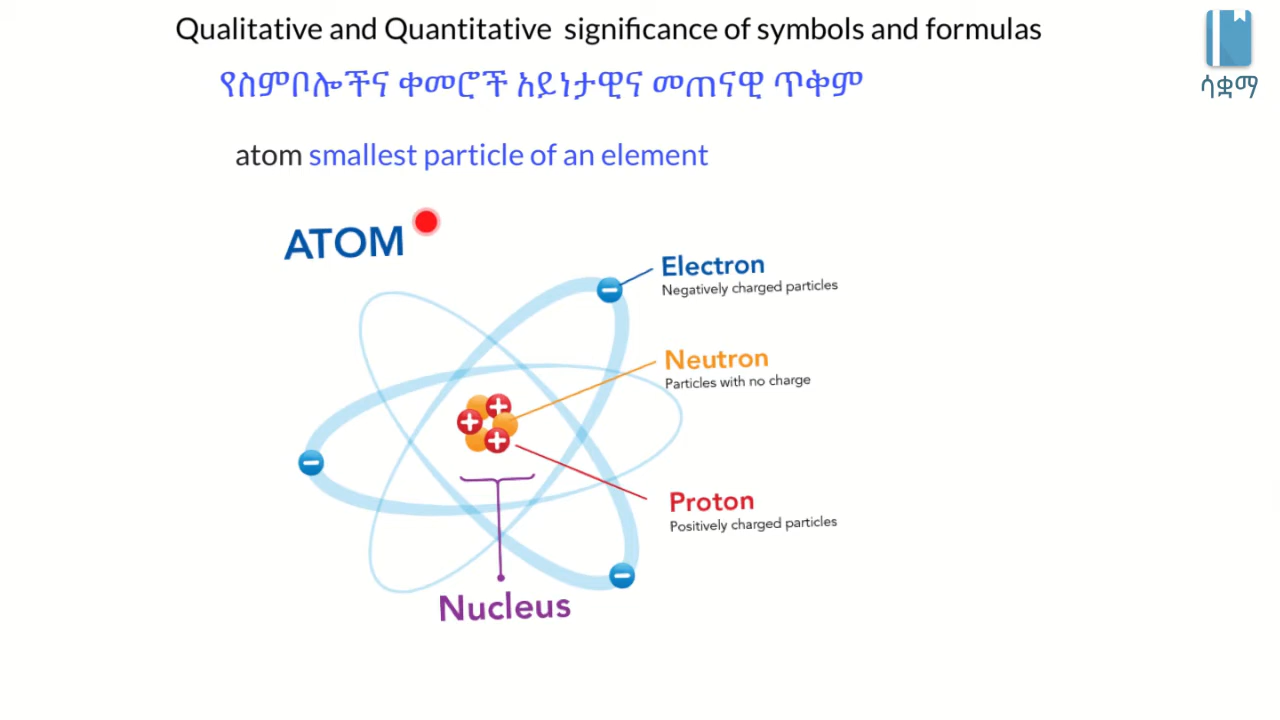 Qualitative and Quantitative significance of symbols and formulas
የስምቦሎችና ቀመሮች አይነታዊና መጠናዊ ጥቅም
ሳቋማ
atom smallest particle of an element
ATOM
Electron
Negatively charged particles
Neutron
Particles with no charge
Proton
Positively charged particles
Nucleus